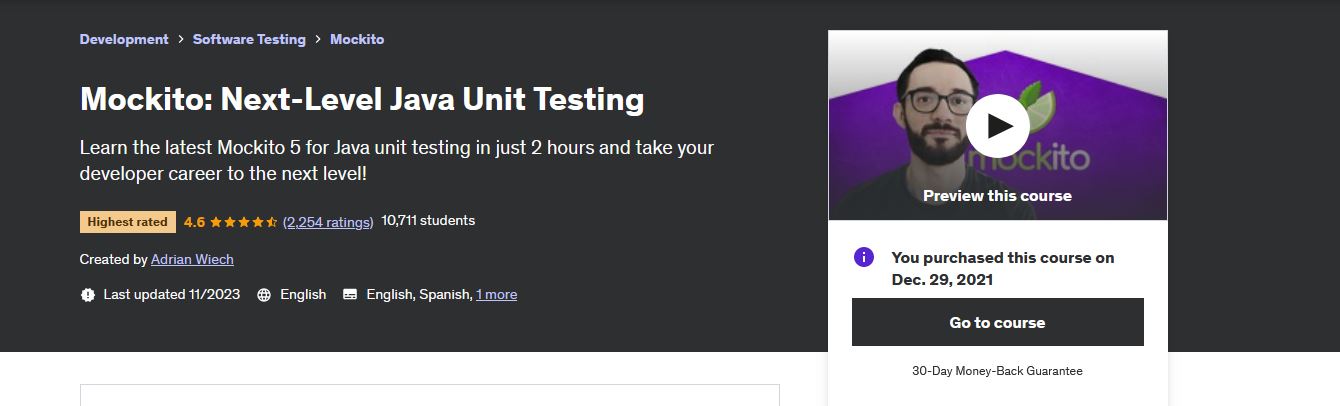 Development > Software Testing > Mockito
Mockito: Next-Level Java Unit Testing
Learn the latest Mockito 5 for Java unit testing in just 2 hours and take your
developer career to the next level!
Highest rated 4.6 (2,254 ratings) 10,711 students
Created by Adrian Wiech
Last updated 11/2023 English English, Spanish, 1 more
mockito
Preview this course
You purchased this course on
Dec. 29, 2021
Go to course
30-Day Money-Back Guarantee